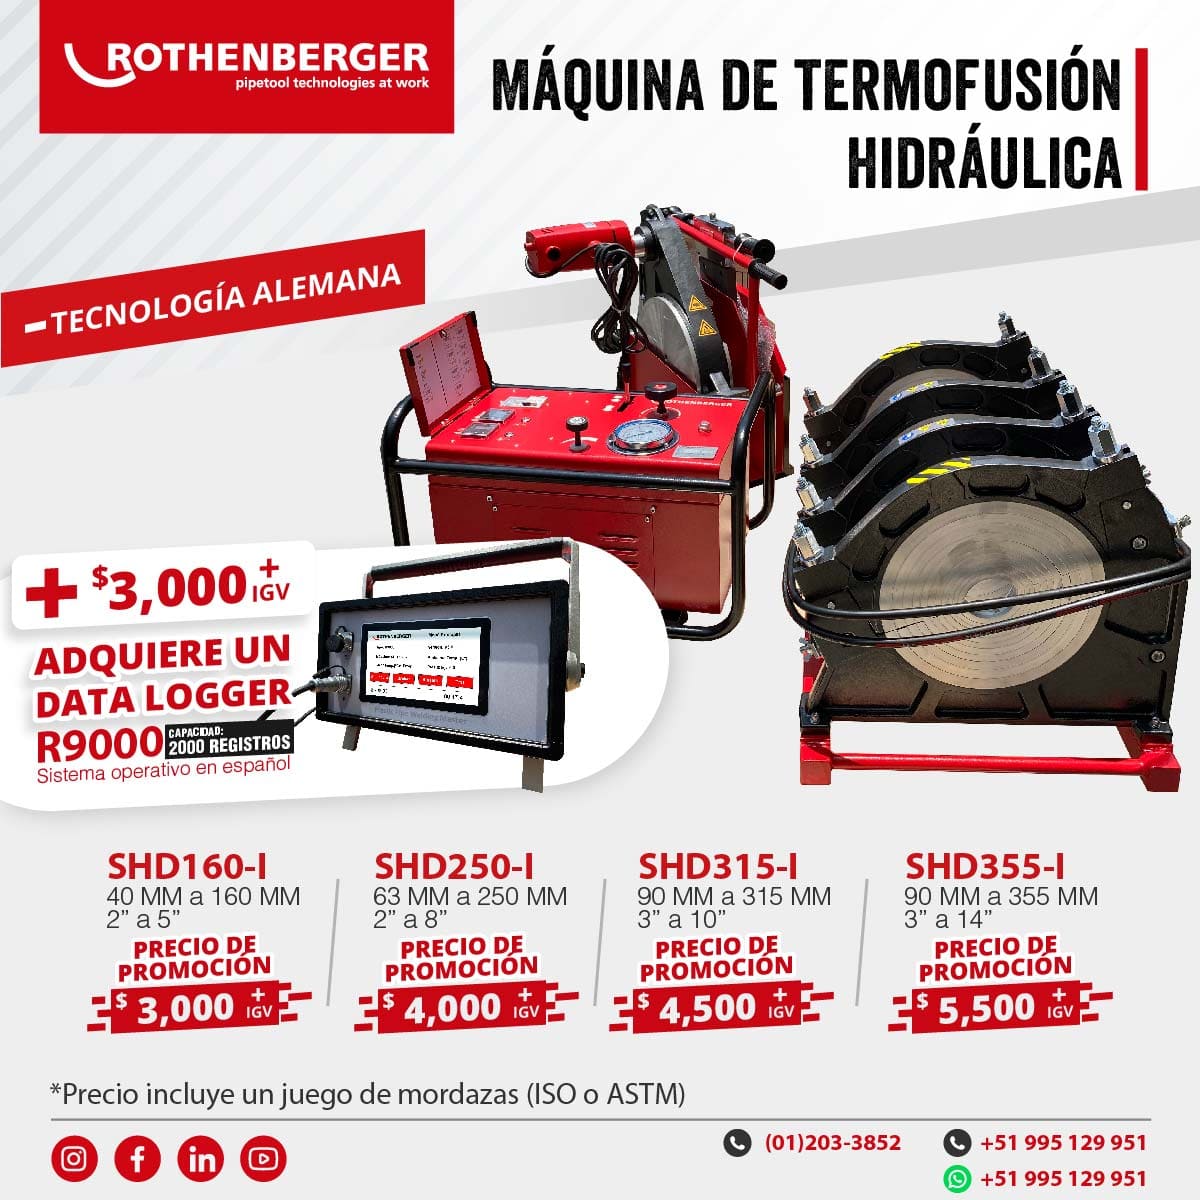 ROTHENBERGER
pipetool technologies at work
MÁQUINA DE TERMOFUSIÓN
HIDRÁULICA
TECNOLOGÍA ALEMANA
ROTHENBERGER
+ $3,000 + IGV
ADQUIERE UN
DATA LOGGER
R9000 CAPACIDAD: 2000 REGISTROS
Sistema operativo en español
ROTHENBERGER
SHD160-I
40 MM a 160 MM
2” a 5”
PRECIO DE
PROMOCIÓN
$ 3,000 + IGV
SHD250-I
63 MM a 250 MM
2” a 8”
PRECIO DE
PROMOCIÓN
$ 4,000 + IGV
SHD315-I
90 MM a 315 MM
3” a 10”
PRECIO DE
PROMOCIÓN
$ 4,500 + IGV
SHD355-I
90 MM a 355 MM
3” a 14”
PRECIO DE
PROMOCIÓN
$ 5,500 + IGV
*Precio incluye un juego de mordazas (ISO o ASTM)
(01)203-3852
+51 995 129 951
+51 995 129 951